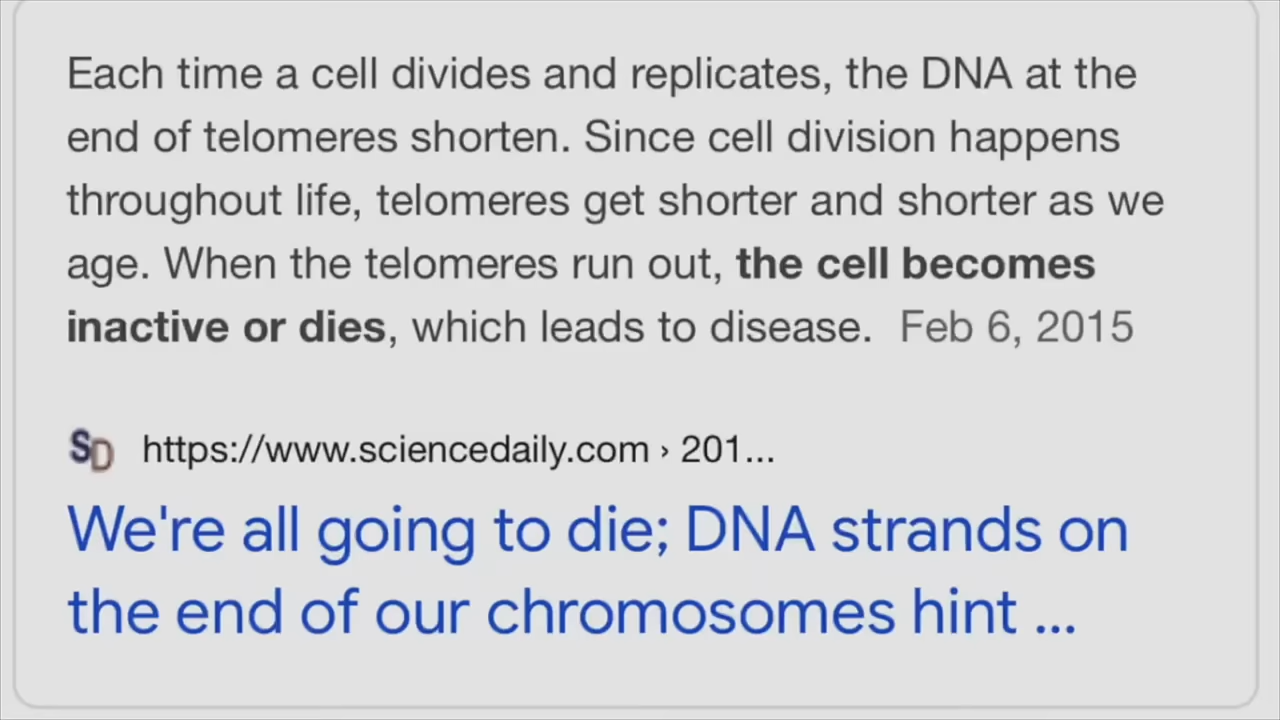 Each time a cell divides and replicates, the DNA at the
end of telomeres shorten. Since cell division happens
throughout life, telomeres get shorter and shorter as we
age. When the telomeres run out, the cell becomes
inactive or dies, which leads to disease. Feb 6, 2015
SD https://www.sciencedaily.com › 201...
We're all going to die; DNA strands on
the end of our chromosomes hint ...